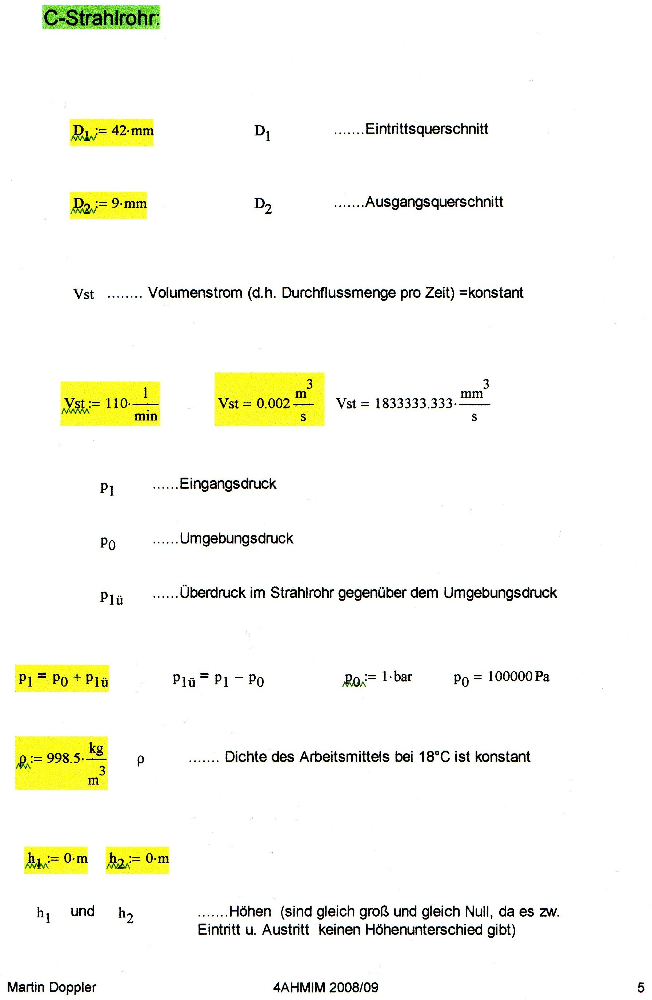 C-Strahlrohr:
D1 := 42·mm D1 .......Eintrittsquerschnitt
D2 := 9·mm D2 .......Ausgangsquerschnitt
Vst ........ Volumenstrom (d.h. Durchflussmenge pro Zeit) =konstant
Vst := 110· l/min Vst = 0.002 m³/s Vst = 1833333.333· mm³/s
p1 ......Eingangsdruck
p0 ......Umgebungsdruck
p1ü ......Überdruck im Strahlrohr gegenüber dem Umgebungsdruck
p1 = p0 + p1ü p1ü = p1 − p0 p0 := 1·bar p0 = 100000 Pa
ρ := 998.5· kg/m³ ρ ....... Dichte des Arbeitsmittels bei 18°C ist konstant
h1 := 0·m h2 := 0·m
h1 und h2 .......Höhen (sind gleich groß und gleich Null, da es zw.
Eintritt u. Austritt keinen Höhenunterschied gibt)
Martin Doppler 4AHMIM 2008/09 5